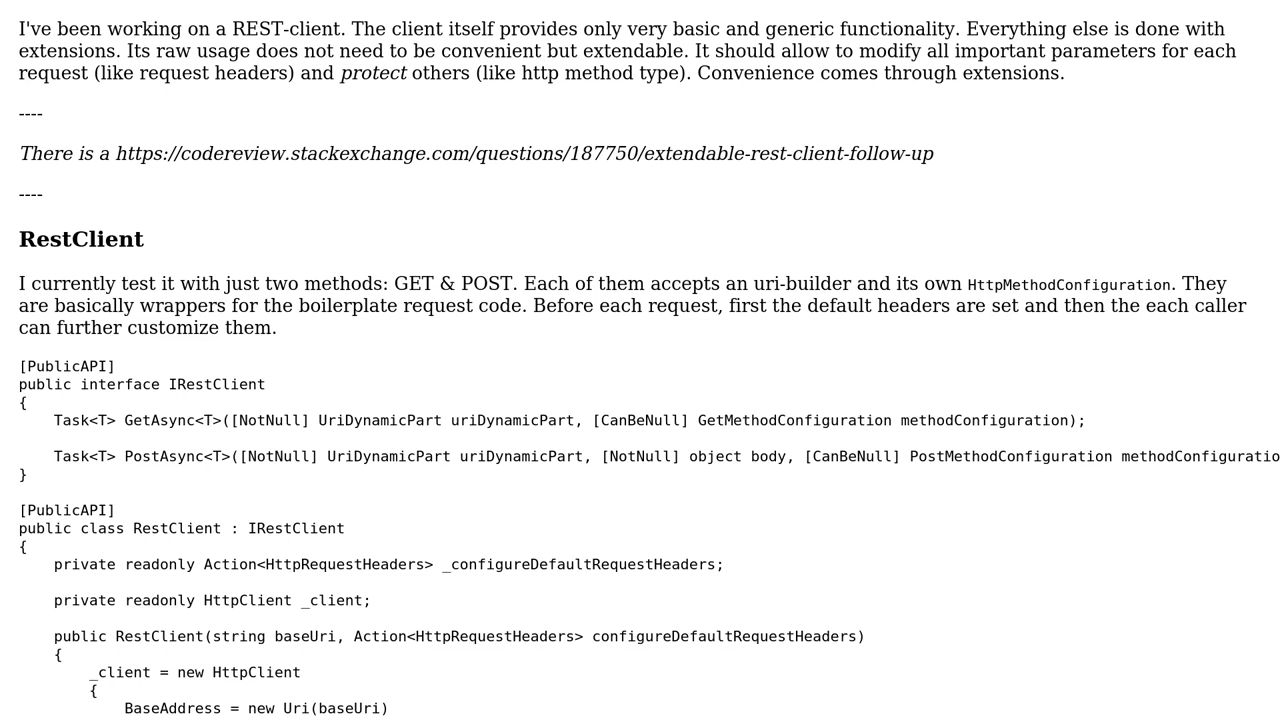 I've been working on a REST-client. The client itself provides only very basic and generic functionality. Everything else is done with
extensions. Its raw usage does not need to be convenient but extendable. It should allow to modify all important parameters for each
request (like request headers) and protect others (like http method type). Convenience comes through extensions.
----
There is a https://codereview.stackexchange.com/questions/187750/extendable-rest-client-follow-up
----
RestClient
I currently test it with just two methods: GET & POST. Each of them accepts an uri-builder and its own HttpMethodConfiguration. They
are basically wrappers for the boilerplate request code. Before each request, first the default headers are set and then the each caller
can further customize them.
[PublicAPI]
public interface IRestClient
{
    Task<T> GetAsync<T>([NotNull] UriDynamicPart uriDynamicPart, [CanBeNull] GetMethodConfiguration methodConfiguration);
    Task<T> PostAsync<T>([NotNull] UriDynamicPart uriDynamicPart, [NotNull] object body, [CanBeNull] PostMethodConfiguration methodConfiguratio
}
[PublicAPI]
public class RestClient : IRestClient
{
    private readonly Action<HttpRequestHeaders> _configureDefaultRequestHeaders;
    private readonly HttpClient _client;
    public RestClient(string baseUri, Action<HttpRequestHeaders> configureDefaultRequestHeaders)
    {
        _client = new HttpClient
        {
            BaseAddress = new Uri(baseUri)